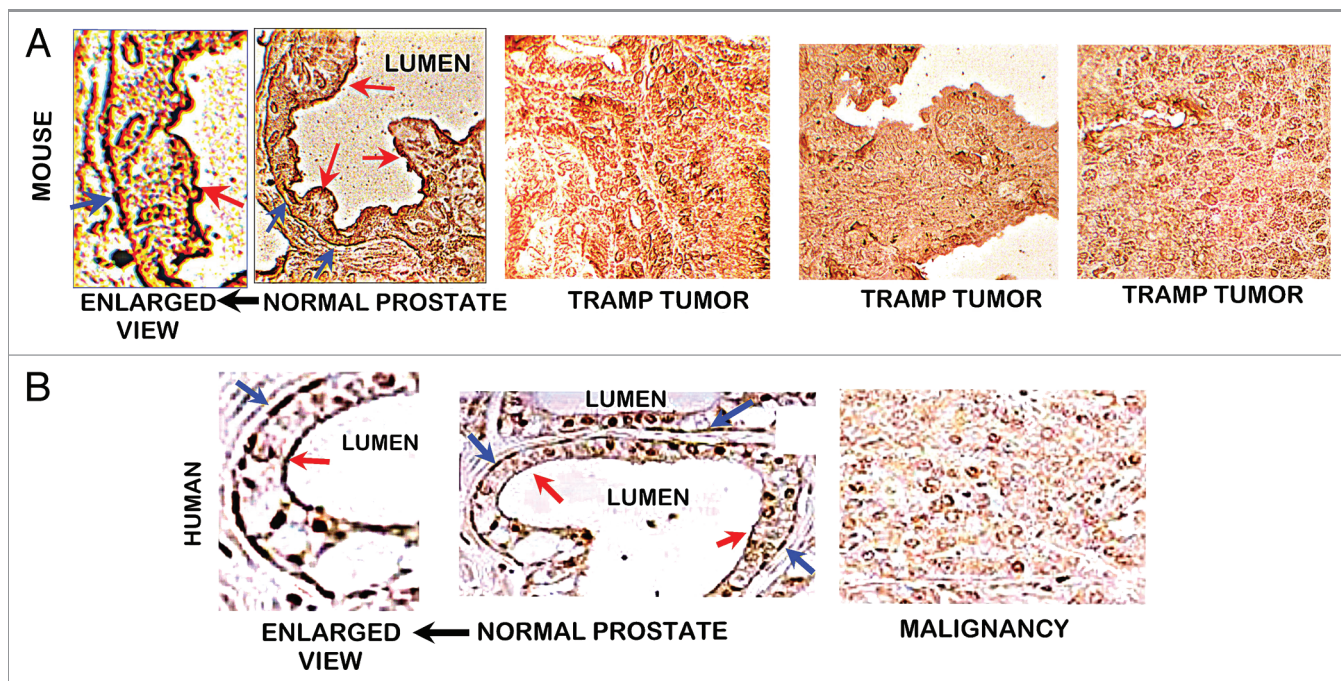 A
MOUSE
LUMEN
ENLARGED VIEW
NORMAL PROSTATE
TRAMP TUMOR
TRAMP TUMOR
TRAMP TUMOR
B
HUMAN
LUMEN
LUMEN
LUMEN
ENLARGED VIEW
NORMAL PROSTATE
MALIGNANCY